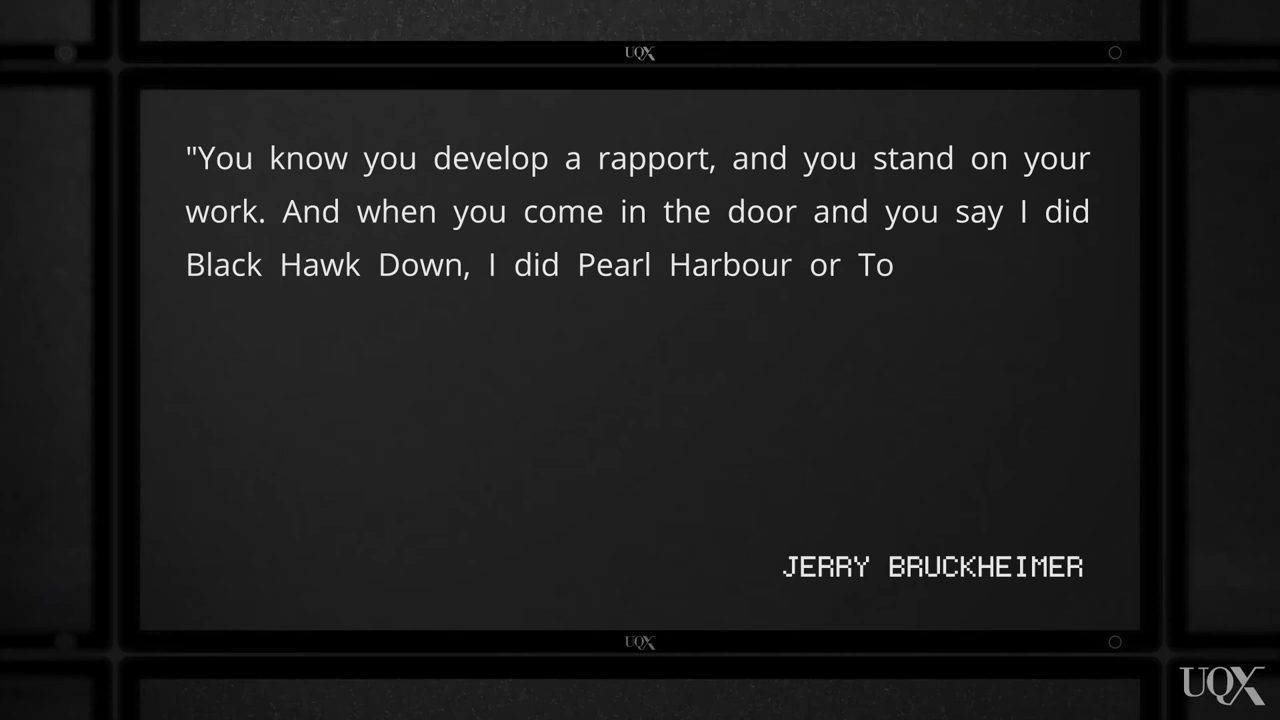 UQX
"You know you develop a rapport, and you stand on your
work. And when you come in the door and you say I did
Black Hawk Down, I did Pearl Harbour or To
JERRY BRUCKHEIMER
UQX
UQX